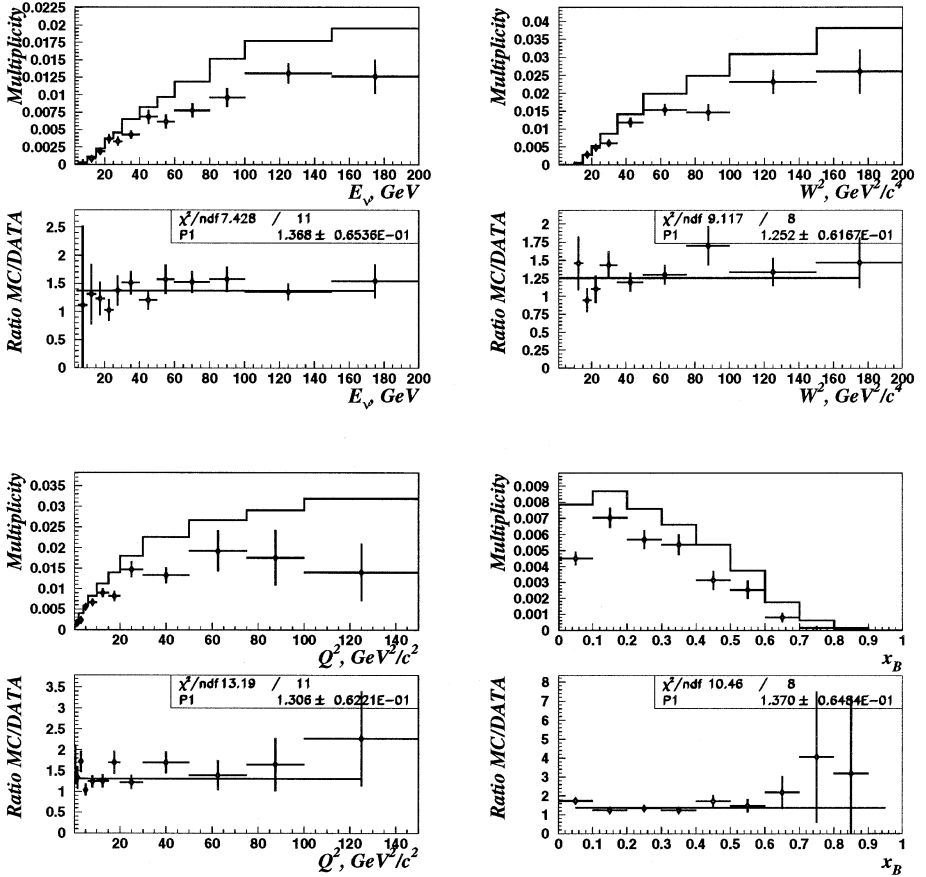 Multiplicity
0.0225
0.02
0.0175
0.015
0.0125
0.01
0.0075
0.005
0.0025
0
20 40 60 80 100 120 140 160 180 200
Eν, GeV
Multiplicity
0.04
0.035
0.03
0.025
0.02
0.015
0.01
0.005
0
20 40 60 80 100 120 140 160 180 200
W², GeV²/c⁴
Ratio MC/DATA
χ²/ndf 7.428 / 11
P1 1.368 ± 0.6536E-01
2.5
2
1.5
1
0.5
0
20 40 60 80 100 120 140 160 180 200
Eν, GeV
Ratio MC/DATA
χ²/ndf 9.117 / 8
P1 1.252 ± 0.6167E-01
2
1.75
1.5
1.25
1
0.75
0.5
0.25
0
20 40 60 80 100 120 140 160 180 200
W², GeV²/c⁴
Multiplicity
0.035
0.03
0.025
0.02
0.015
0.01
0.005
0
20 40 60 80 100 120 140
Q², GeV²/c²
Multiplicity
0.009
0.008
0.007
0.006
0.005
0.004
0.003
0.002
0.001
0
0 0.1 0.2 0.3 0.4 0.5 0.6 0.7 0.8 0.9 1
xB
Ratio MC/DATA
χ²/ndf 13.19 / 11
P1 1.306 ± 0.6221E-01
3.5
3
2.5
2
1.5
1
0.5
0
20 40 60 80 100 120 140
Q², GeV²/c²
Ratio MC/DATA
χ²/ndf 10.46 / 8
P1 1.370 ± 0.6484E-01
8
7
6
5
4
3
2
1
0
0 0.1 0.2 0.3 0.4 0.5 0.6 0.7 0.8 0.9 1
xB